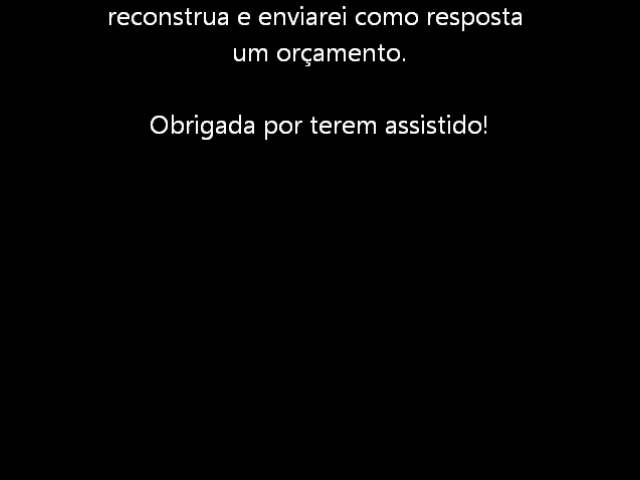 reconstrua e enviarei como resposta
um orçamento.
Obrigada por terem assistido!